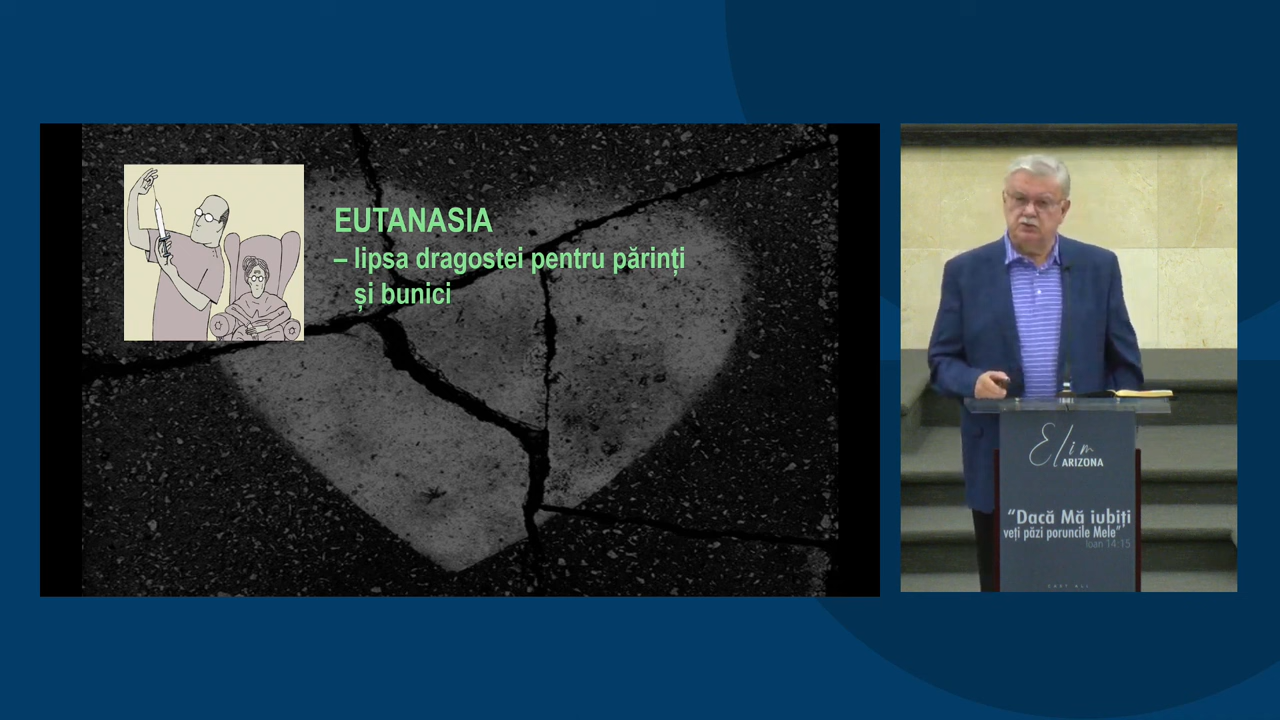 EUTANASIA
– lipsa dragostei pentru părinți
și bunici
Elim
ARIZONA
“Dacă Mă iubiți
veți păzi poruncile Mele”
Ioan 14:15